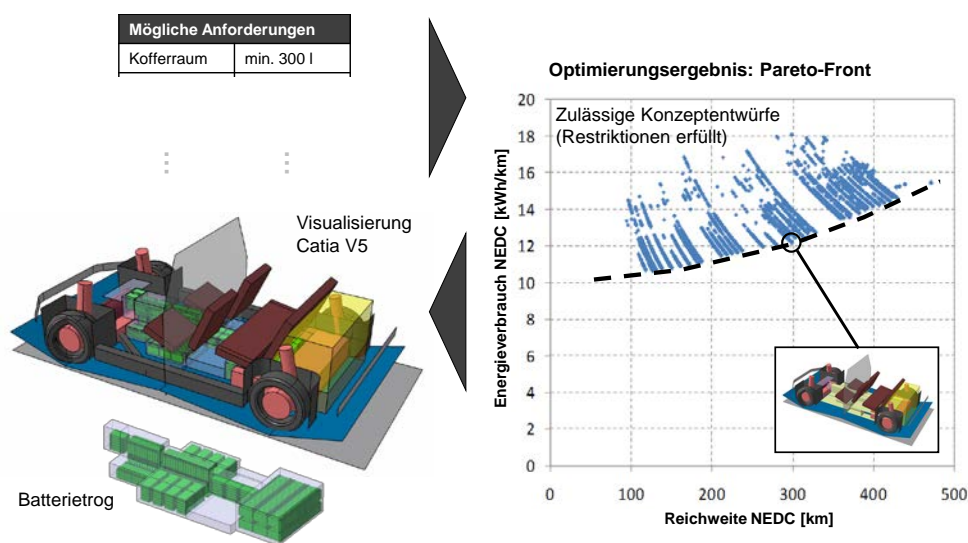 Mögliche Anforderungen
Kofferraum min. 300 l
Visualisierung
Catia V5
Batterietrog
Optimierungsergebnis: Pareto-Front
Zulässige Konzeptentwürfe
(Restriktionen erfüllt)
Energieverbrauch NEDC [kWh/km]
20
18
16
14
12
10
8
6
4
2
0
0 100 200 300 400 500
Reichweite NEDC [km]